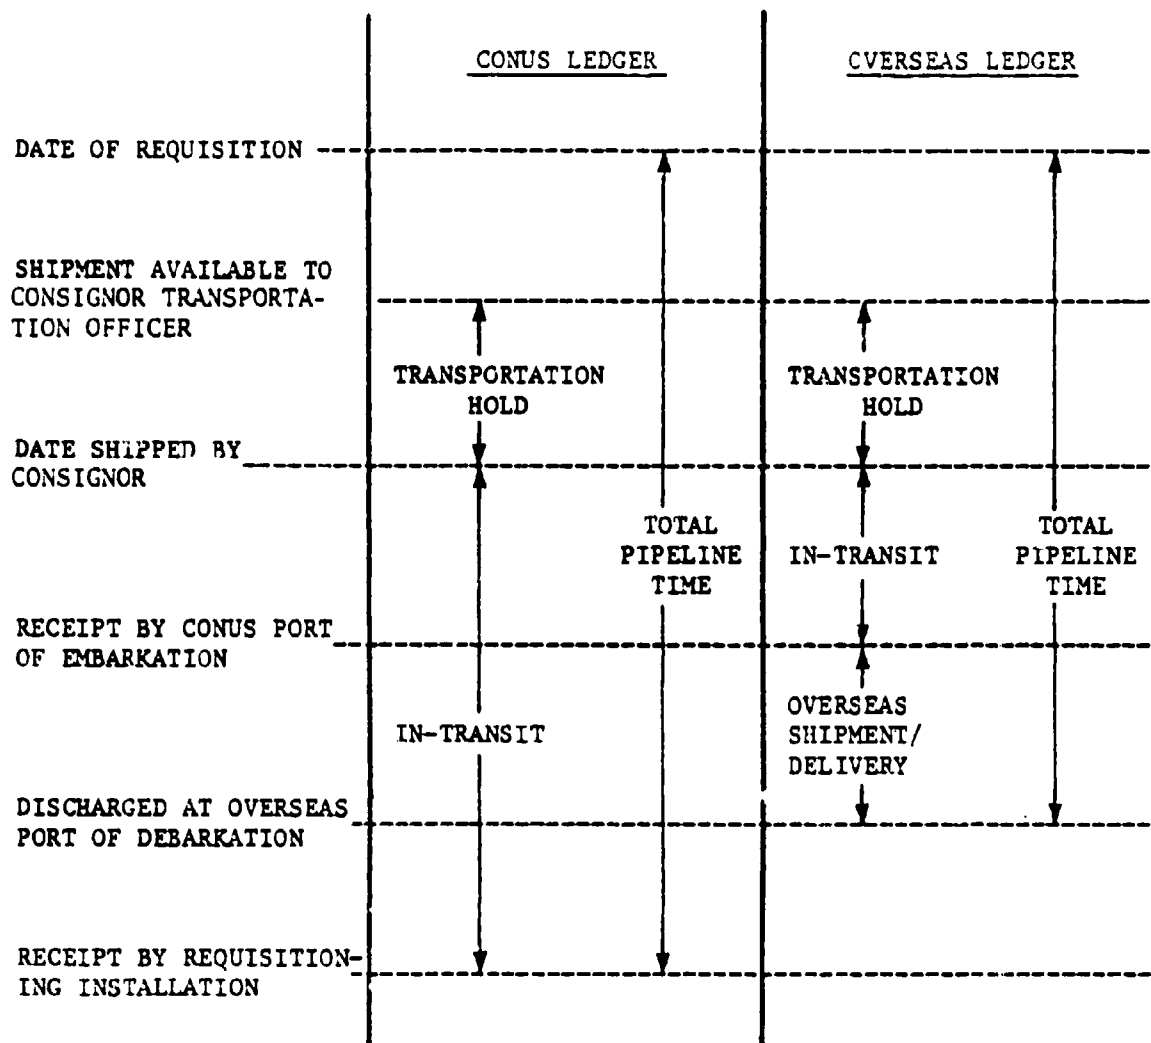 CONUS LEDGER
CVERSEAS LEDGER
DATE OF REQUISITION
SHIPMENT AVAILABLE TO
CONSIGNOR TRANSPORTA-
TION OFFICER
TRANSPORTATION
HOLD
TRANSPORTATION
HOLD
DATE SHIPPED BY
CONSIGNOR
TOTAL
PIPELINE
TIME
IN-TRANSIT
TOTAL
PIPELINE
TIME
RECEIPT BY CONUS PORT
OF EMBARKATION
IN-TRANSIT
OVERSEAS
SHIPMENT/
DELIVERY
DISCHARGED AT OVERSEAS
PORT OF DEBARKATION
RECEIPT BY REQUISITION-
ING INSTALLATION